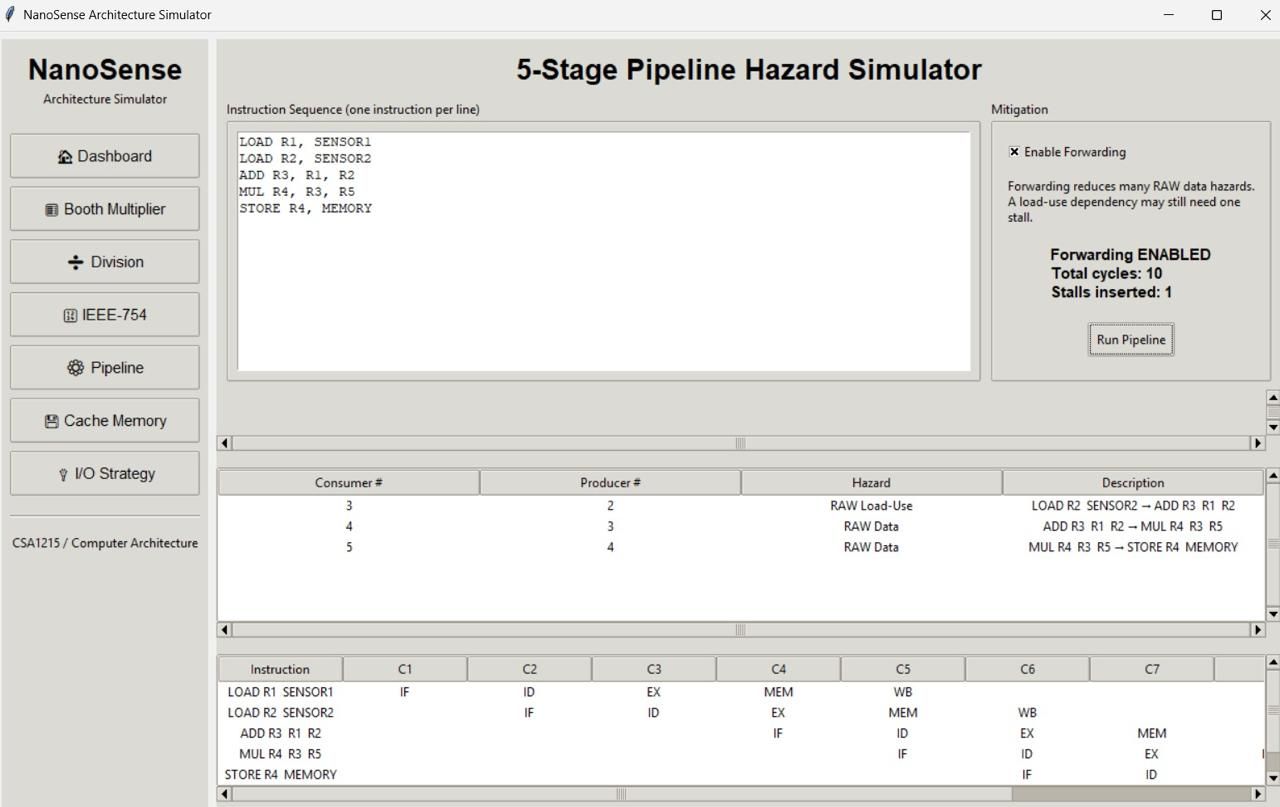 NanoSense Architecture Simulator
NanoSense
Architecture Simulator
Dashboard
Booth Multiplier
Division
IEEE-754
Pipeline
Cache Memory
I/O Strategy
CSA1215 / Computer Architecture
5-Stage Pipeline Hazard Simulator
Instruction Sequence (one instruction per line)
LOAD R1, SENSOR1
LOAD R2, SENSOR2
ADD R3, R1, R2
MUL R4, R3, R5
STORE R4, MEMORY
Mitigation
Enable Forwarding
Forwarding reduces many RAW data hazards.
A load-use dependency may still need one
stall.
Forwarding ENABLED
Total cycles: 10
Stalls inserted: 1
Run Pipeline
Consumer # Producer # Hazard Description
3 2 RAW Load-Use LOAD R2 SENSOR2 → ADD R3 R1 R2
4 3 RAW Data ADD R3 R1 R2 → MUL R4 R3 R5
5 4 RAW Data MUL R4 R3 R5 → STORE R4 MEMORY
Instruction C1 C2 C3 C4 C5 C6 C7
LOAD R1 SENSOR1 IF ID EX MEM WB
LOAD R2 SENSOR2 IF ID EX MEM WB
ADD R3 R1 R2 IF ID EX MEM
MUL R4 R3 R5 IF ID EX
STORE R4 MEMORY IF ID